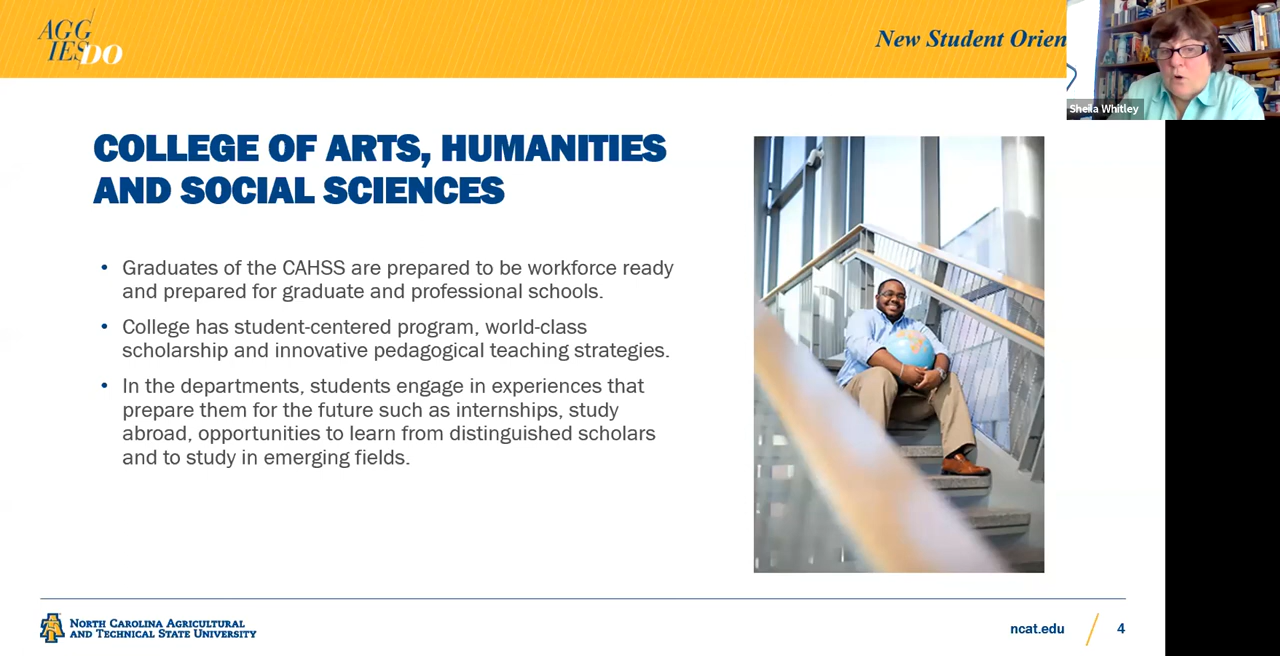 AGG
IES DO
New Student Orien
Sheila Whitley
COLLEGE OF ARTS, HUMANITIES
AND SOCIAL SCIENCES
• Graduates of the CAHSS are prepared to be workforce ready
and prepared for graduate and professional schools.
• College has student-centered program, world-class
scholarship and innovative pedagogical teaching strategies.
• In the departments, students engage in experiences that
prepare them for the future such as internships, study
abroad, opportunities to learn from distinguished scholars
and to study in emerging fields.
NORTH CAROLINA AGRICULTURAL
AND TECHNICAL STATE UNIVERSITY
ncat.edu / 4